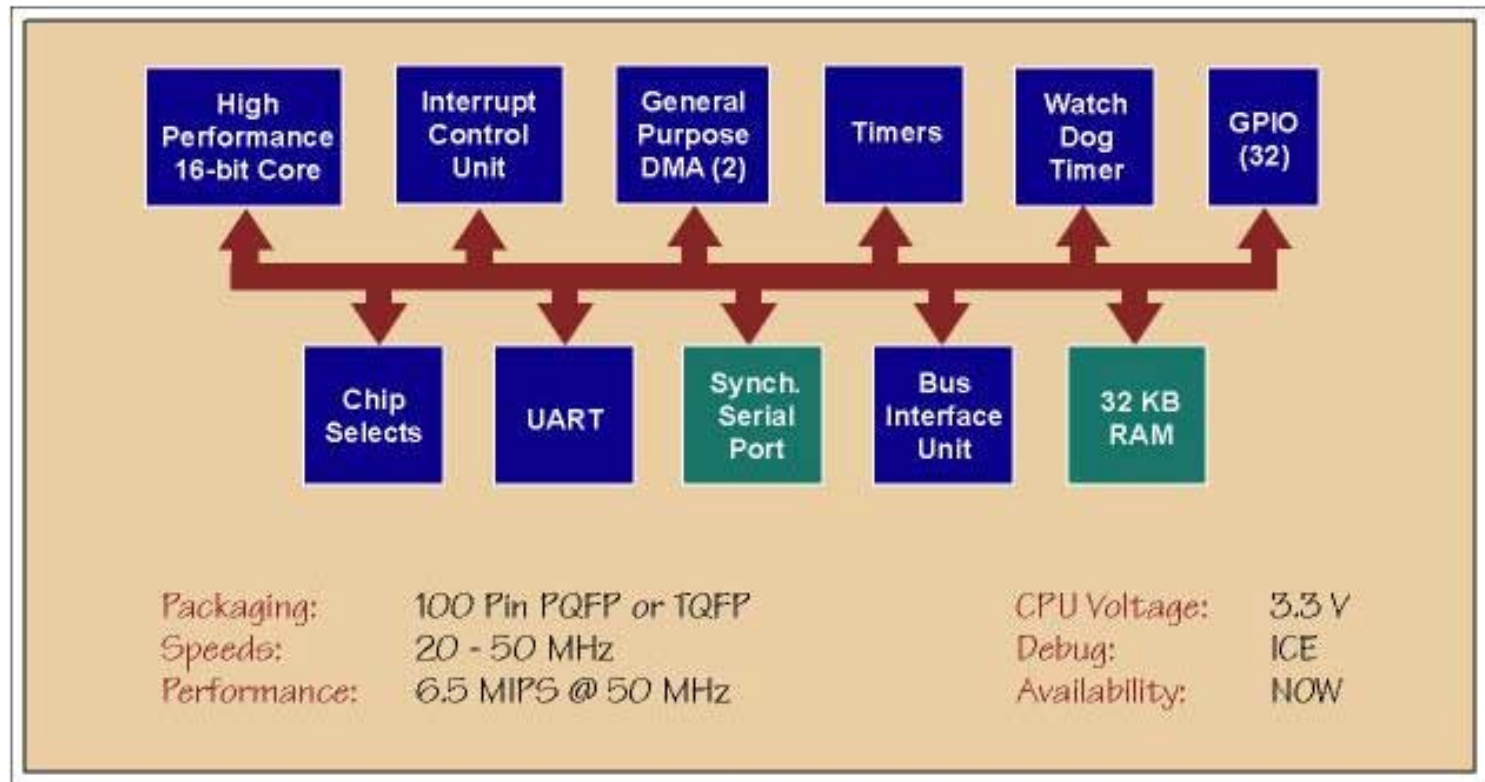 High
Performance
16-bit Core
Interrupt
Control
Unit
General
Purpose
DMA (2)
Timers
Watch
Dog
Timer
GPIO
(32)
Chip
Selects
UART
Synch.
Serial
Port
Bus
Interface
Unit
32 KB
RAM
Packaging: 100 Pin PQFP or TQFP
Speeds: 20 - 50 MHz
Performance: 6.5 MIPS @ 50 MHz
CPU Voltage: 3.3 V
Debug: ICE
Availability: NOW